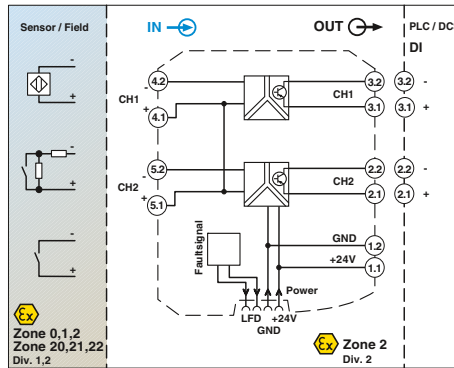 Sensor / Field
IN
OUT
PLC / DCS
DI
-
+
-
+
-
+
- 4.2
CH1
+ 4.1
3.2
CH1
3.1
3.2 -
3.1 +
- 5.2
CH2
+ 5.1
2.2
CH2
2.1
2.2 -
2.1 +
Faultsignal
GND 1.2
+24V 1.1
Power
LFD +24V
GND
Ex
Zone 0,1,2
Zone 20,21,22
Div. 1,2
Ex Zone 2
Div. 2